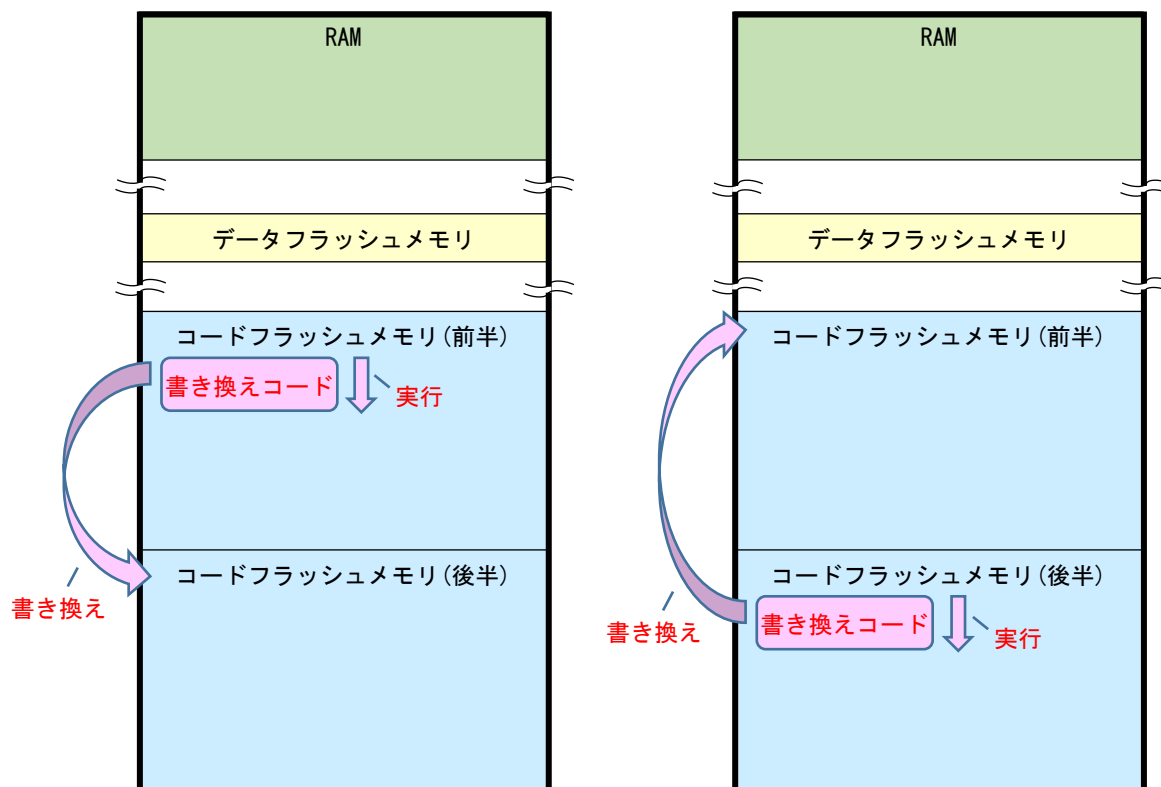 RAM
データフラッシュメモリ
コードフラッシュメモリ(前半)
書き換えコード
実行
コードフラッシュメモリ(後半)
書き換え
RAM
データフラッシュメモリ
コードフラッシュメモリ(前半)
コードフラッシュメモリ(後半)
書き換えコード
書き換え
実行